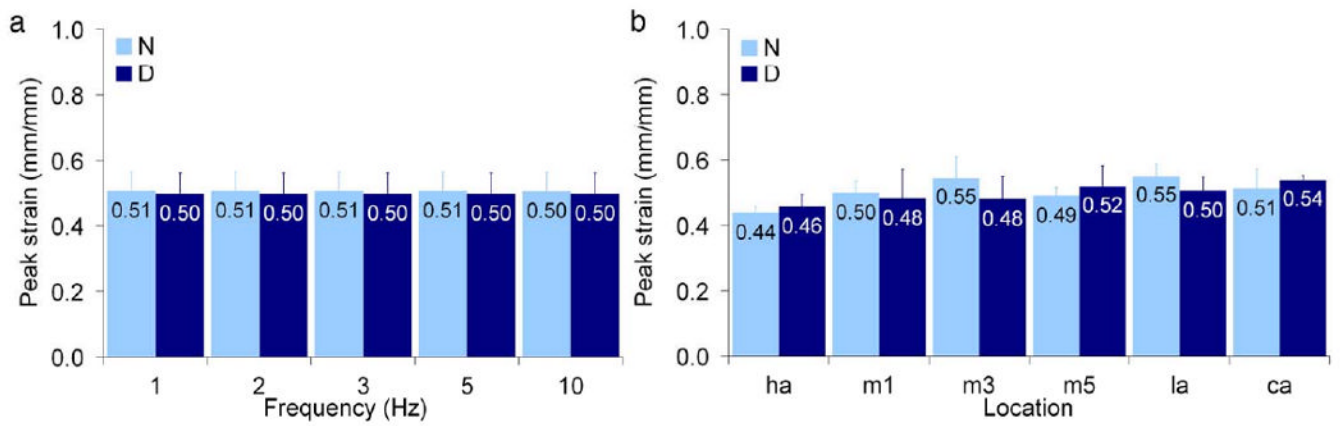 a
1.0
0.8
0.6
0.4
0.2
0.0
Peak strain (mm/mm)
N
D
0.51 0.50 0.51 0.50 0.51 0.50 0.51 0.50 0.50 0.50
1 2 3 5 10
Frequency (Hz)
b
1.0
0.8
0.6
0.4
0.2
0.0
Peak strain (mm/mm)
N
D
0.44 0.46 0.50 0.48 0.55 0.48 0.49 0.52 0.55 0.50 0.51 0.54
ha m1 m3 m5 la ca
Location